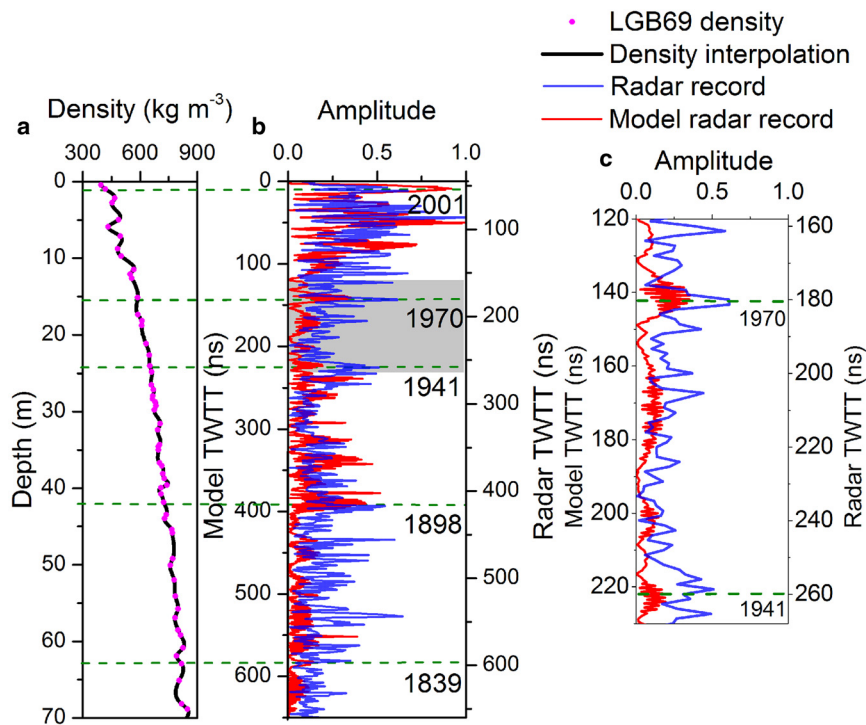 LGB69 density
Density interpolation
Radar record
Model radar record
Density (kg m⁻³)
Amplitude
a
b
c
Amplitude
300 600 900
0.0 0.5 1.0
0.0 0.5 1.0
Depth (m)
0
10
20
30
40
50
60
70
Model TWTT (ns)
0
100
200
300
400
500
600
2001
1970
1941
1898
1839
100
200
300
400
500
600
Radar TWTT (ns)
Model TWTT (ns)
120
140
160
180
200
220
1970
1941
160
180
200
220
240
260
Radar TWTT (ns)